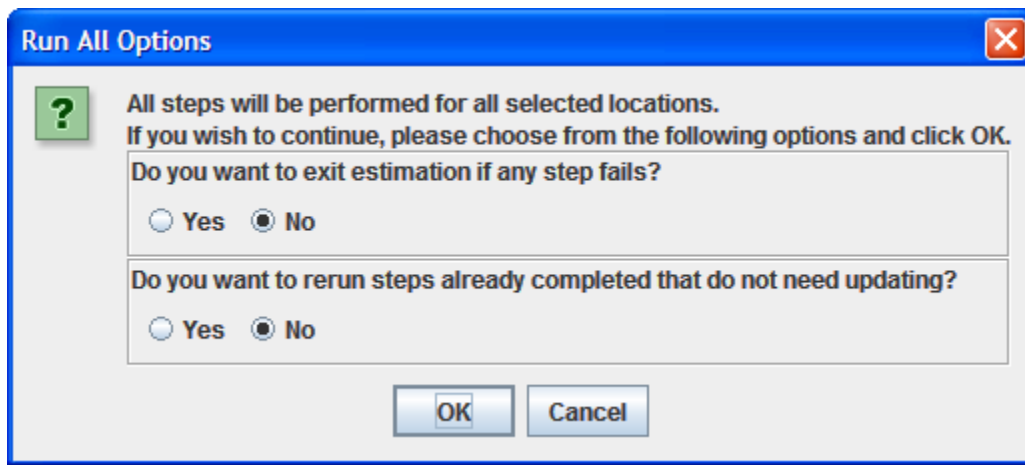 Run All Options
?
All steps will be performed for all selected locations.
If you wish to continue, please choose from the following options and click OK.
Do you want to exit estimation if any step fails?
Yes No
Do you want to rerun steps already completed that do not need updating?
Yes No
OK Cancel